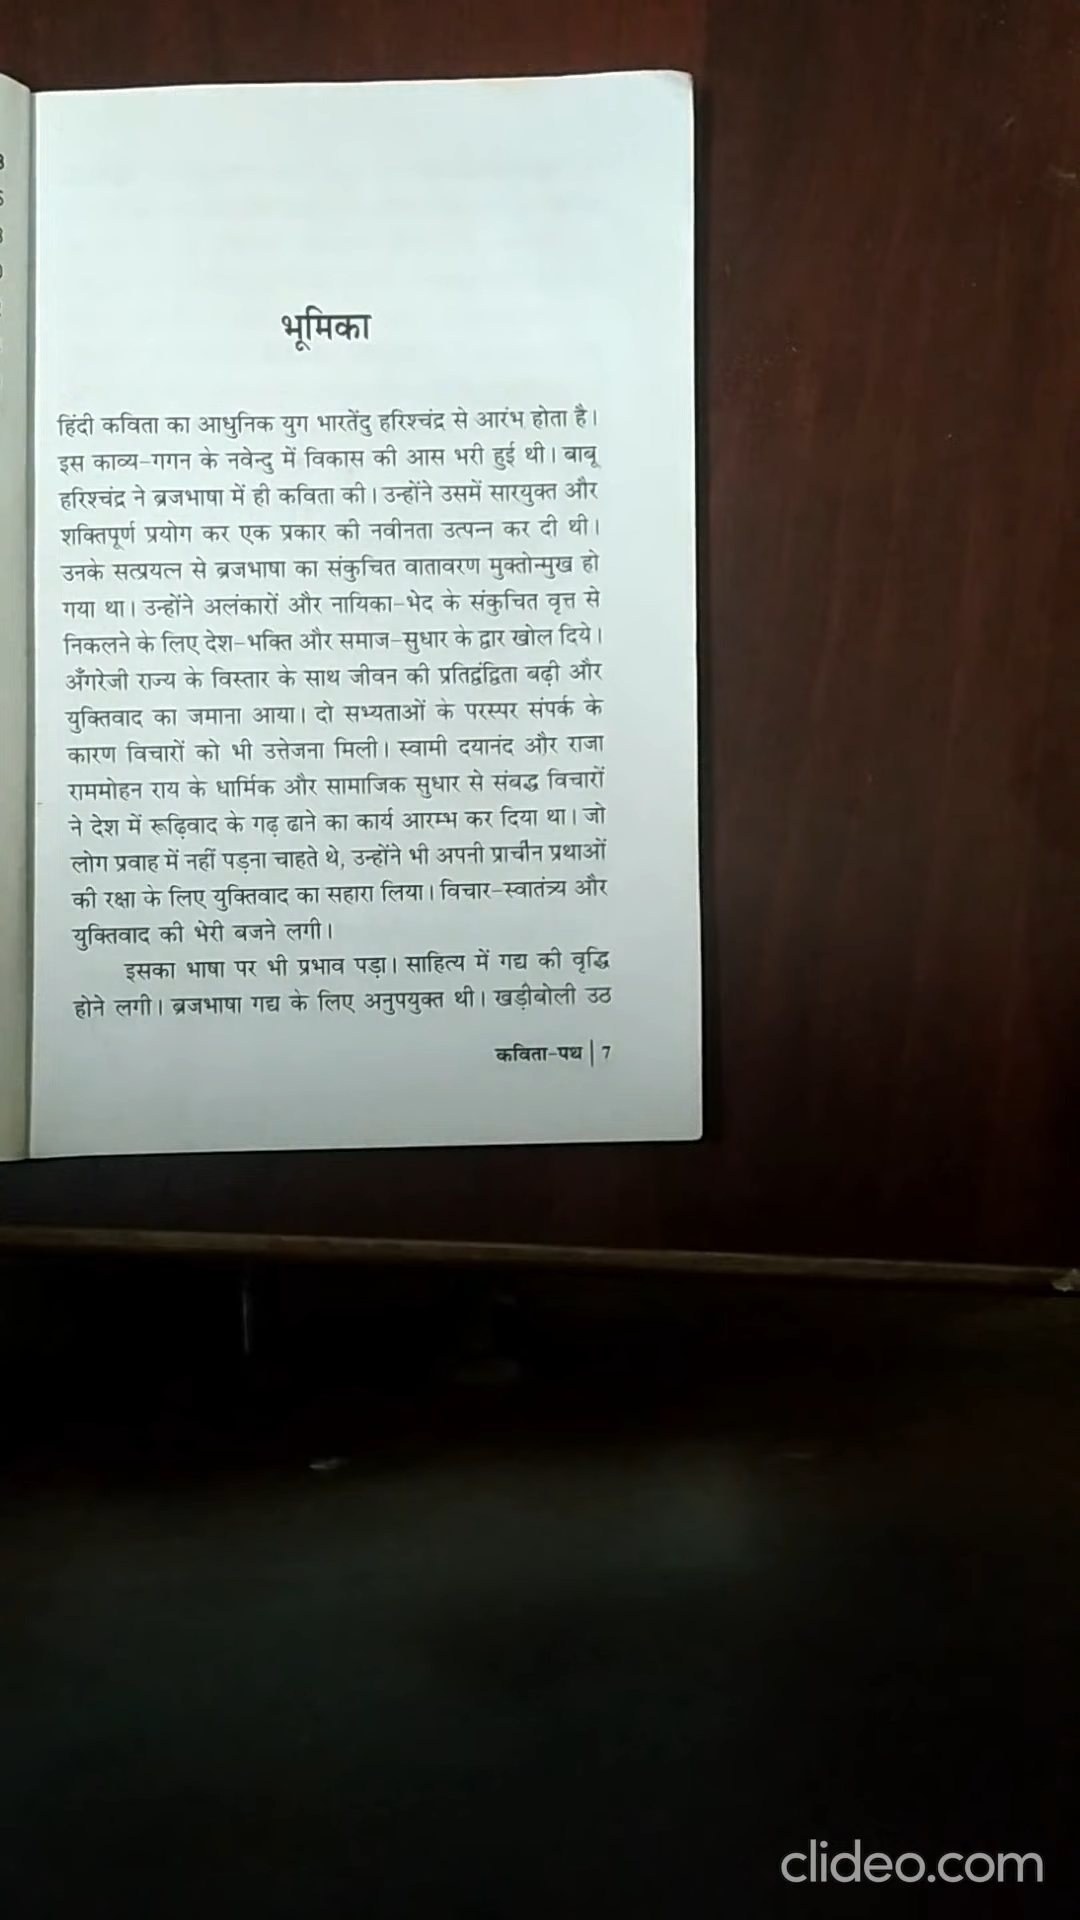 भूमिका
हिंदी कविता का आधुनिक युग भारतेंदु हरिश्चंद्र से आरंभ होता है।
इस काव्य-गगन के नवेन्दु में विकास की आस भरी हुई थी। बाबू
हरिश्चंद्र ने ब्रजभाषा में ही कविता की। उन्होंने उसमें सारयुक्त और
शक्तिपूर्ण प्रयोग कर एक प्रकार की नवीनता उत्पन्न कर दी थी।
उनके सत्प्रयत्न से ब्रजभाषा का संकुचित वातावरण मुक्तोन्मुख हो
गया था। उन्होंने अलंकारों और नायिका-भेद के संकुचित वृत्त से
निकलने के लिए देश-भक्ति और समाज-सुधार के द्वार खोल दिये।
अँगरेजी राज्य के विस्तार के साथ जीवन की प्रतिद्वंद्विता बढ़ी और
युक्तिवाद का जमाना आया। दो सभ्यताओं के परस्पर संपर्क के
कारण विचारों को भी उत्तेजना मिली। स्वामी दयानंद और राजा
राममोहन राय के धार्मिक और सामाजिक सुधार से संबद्ध विचारों
ने देश में रूढ़िवाद के गढ़ ढाने का कार्य आरम्भ कर दिया था। जो
लोग प्रवाह में नहीं पड़ना चाहते थे, उन्होंने भी अपनी प्राचीन प्रथाओं
की रक्षा के लिए युक्तिवाद का सहारा लिया। विचार-स्वातंत्र्य और
युक्तिवाद की भेरी बजने लगी।
इसका भाषा पर भी प्रभाव पड़ा। साहित्य में गद्य की वृद्धि
होने लगी। ब्रजभाषा गद्य के लिए अनुपयुक्त थी। खड़ीबोली उठ
कविता-पथ | 7
clideo.com